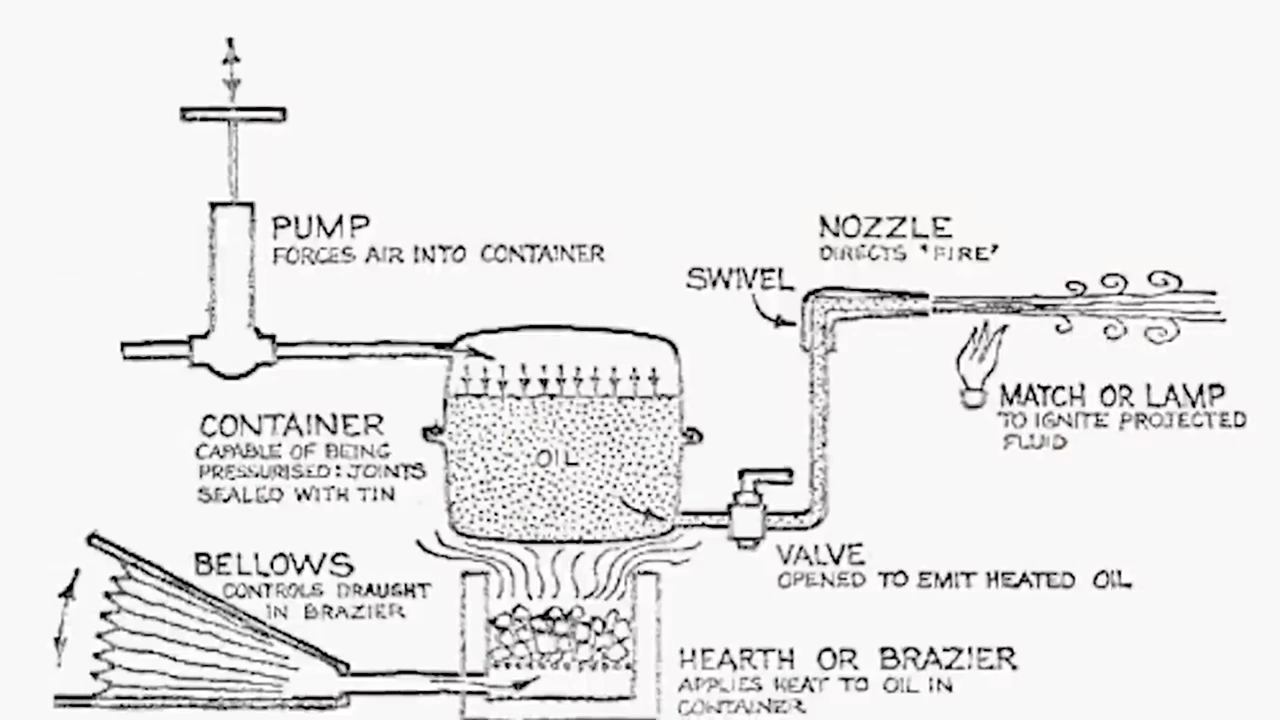 PUMP
FORCES AIR INTO CONTAINER
NOZZLE
DIRECTS "FIRE"
SWIVEL
MATCH OR LAMP
TO IGNITE PROJECTED
FLUID
CONTAINER
CAPABLE OF BEING
PRESSURISED: JOINTS
SEALED WITH TIN
OIL
VALVE
OPENED TO EMIT HEATED OIL
BELLOWS
CONTROLS DRAUGHT
IN BRAZIER
HEARTH OR BRAZIER
APPLIES HEAT TO OIL IN
CONTAINER